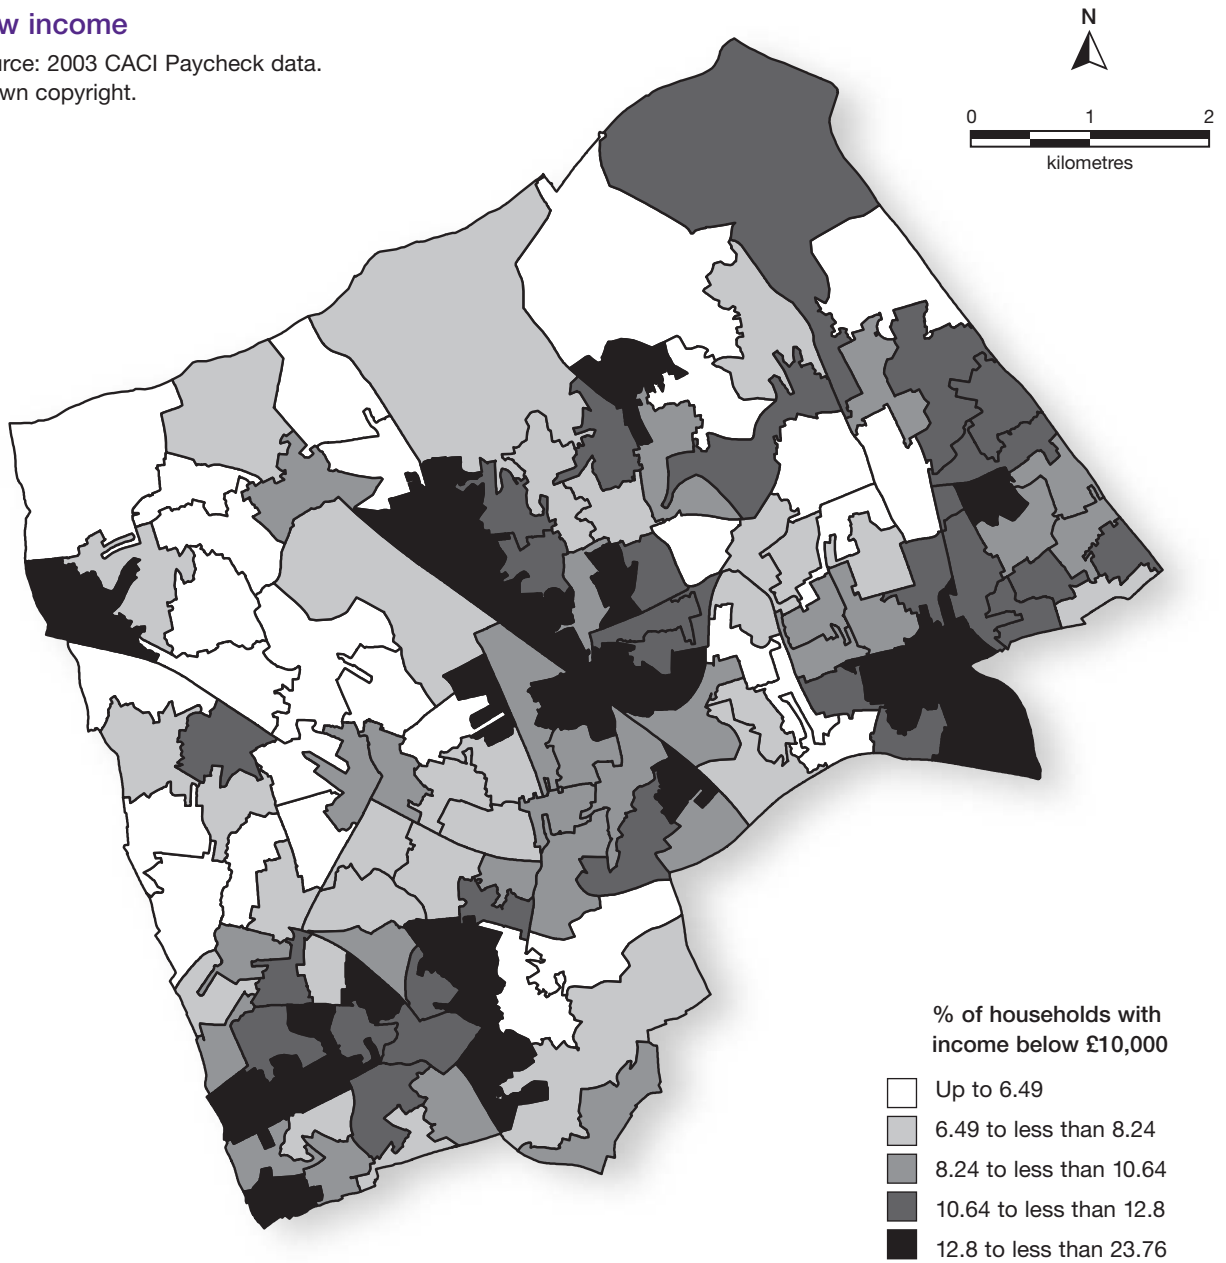 w income
urce: 2003 CACI Paycheck data.
wn copyright.
N
0 1 2
kilometres
% of households with
income below £10,000
Up to 6.49
6.49 to less than 8.24
8.24 to less than 10.64
10.64 to less than 12.8
12.8 to less than 23.76